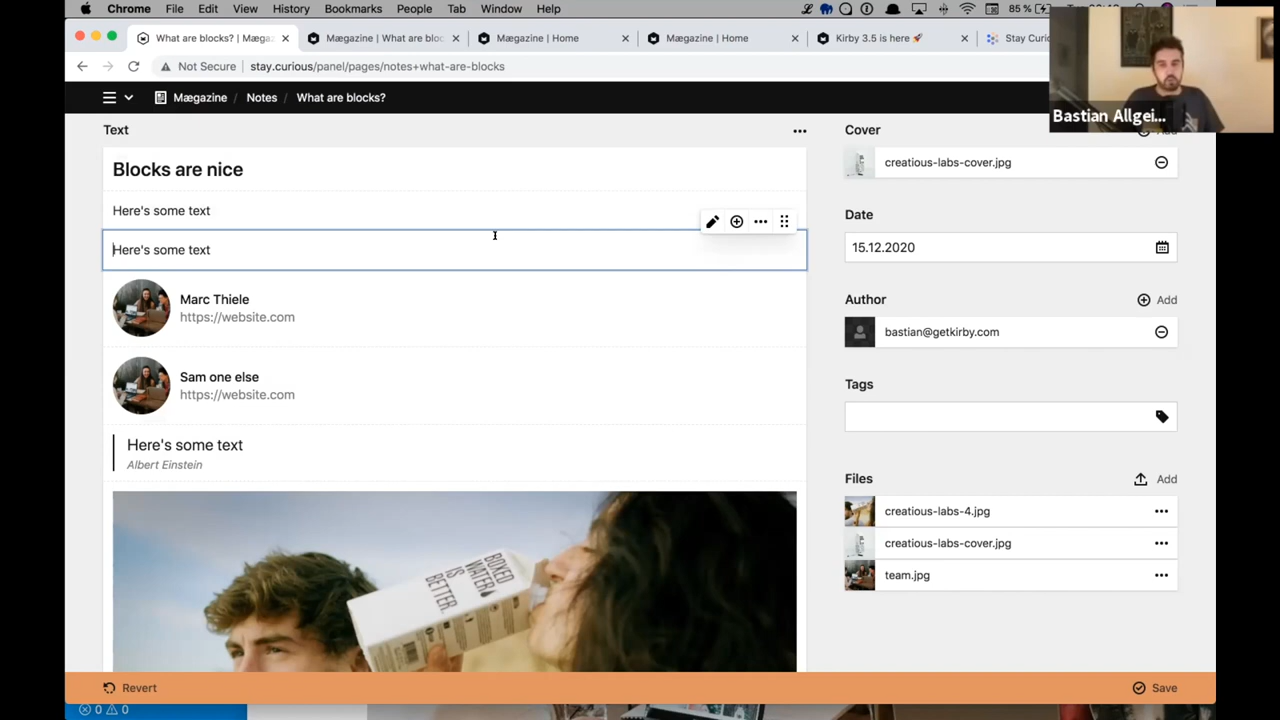 Chrome File Edit View History Bookmarks People Tab Window Help
85 %
What are blocks? | Mæga
Mægazine | What are bloc
Mægazine | Home
Mægazine | Home
Kirby 3.5 is here 🚀
Stay Curio
Not Secure stay.curious/panel/pages/notes+what-are-blocks
Bastian Allgei...
Mægazine / Notes / What are blocks?
Text
Blocks are nice
Here's some text
Here's some text
Marc Thiele
https://website.com
Sam one else
https://website.com
Here's some text
Albert Einstein
BOXED
WATER
IS
BETTER.
Cover
creatious-labs-cover.jpg
Date
15.12.2020
Author Add
bastian@getkirby.com
Tags
Files Add
creatious-labs-4.jpg
creatious-labs-cover.jpg
team.jpg
Revert
Save
0 0